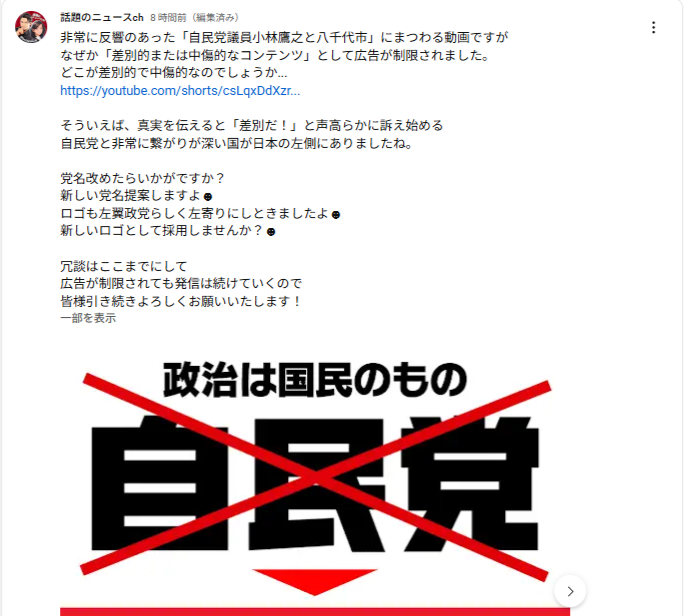 話題のニュースch 8 時間前（編集済み）
非常に反響のあった「自民党議員小林鷹之と八千代市」にまつわる動画ですが
なぜか「差別的または中傷的なコンテンツ」として広告が制限されました。
どこが差別的で中傷的なのでしょうか...
https://youtube.com/shorts/csLqxDdXzr...
そういえば、真実を伝えると「差別だ！」と声高らかに訴え始める
自民党と非常に繋がりが深い国が日本の左側にありましたね。
党名改めたらいかがですか？
新しい党名提案しますよ☻
ロゴも左翼政党らしく左寄りにしときましたよ☻
新しいロゴとして採用しませんか？☻
冗談はここまでにして
広告が制限されても発信は続けていくので
皆様引き続きよろしくお願いいたします！
一部を表示
政治は国民のもの
自民党